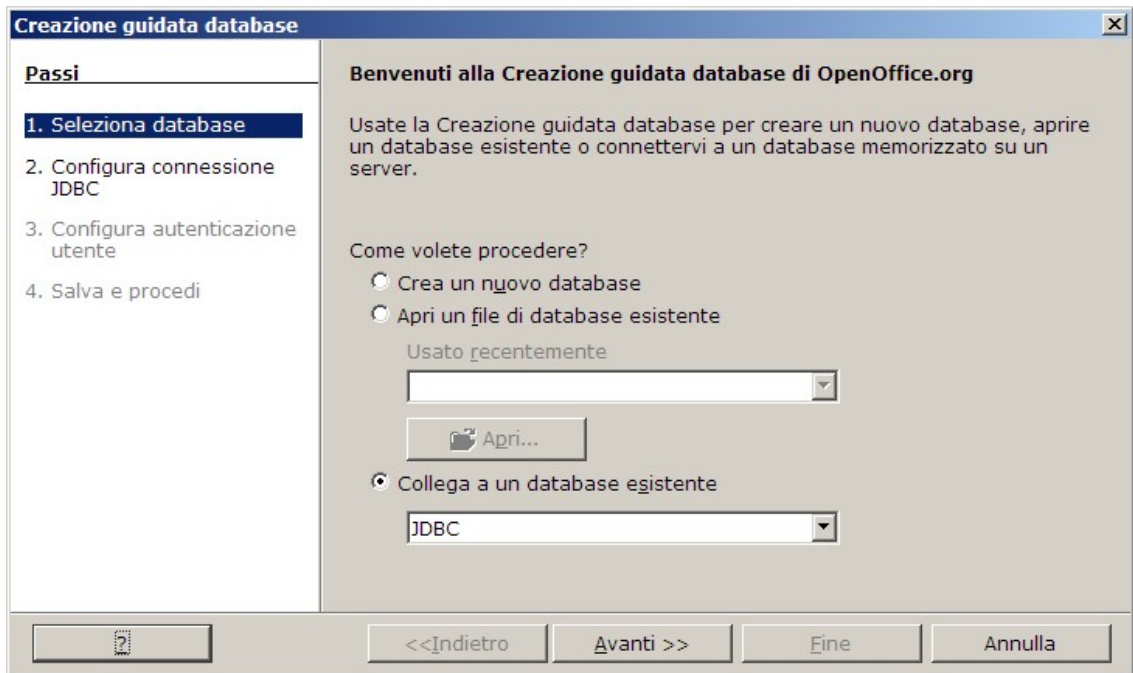 Creazione guidata database
Passi
1. Seleziona database
2. Configura connessione
JDBC
3. Configura autenticazione
utente
4. Salva e procedi
Benvenuti alla Creazione guidata database di OpenOffice.org
Usate la Creazione guidata database per creare un nuovo database, aprire
un database esistente o connettervi a un database memorizzato su un
server.
Come volete procedere?
Crea un nuovo database
Apri un file di database esistente
Usato recentemente
Apri...
Collega a un database esistente
JDBC
?
<<Indietro
Avanti >>
Fine
Annulla